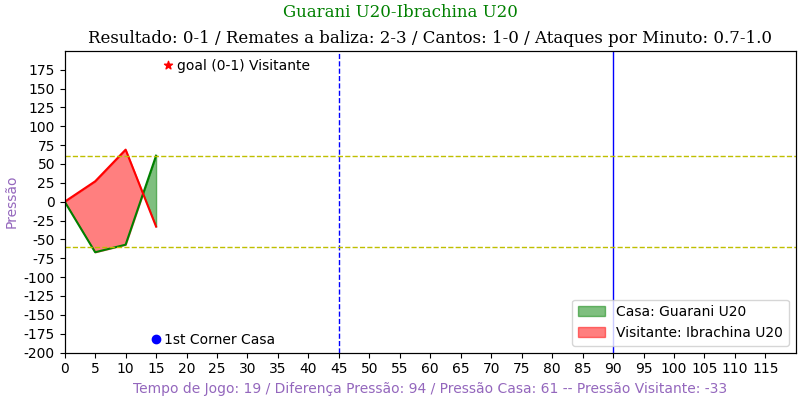 Guarani U20-Ibrachina U20
Resultado: 0-1 / Remates a baliza: 2-3 / Cantos: 1-0 / Ataques por Minuto: 0.7-1.0
175
goal (0-1) Visitante
150
125
100
75
50
25
0
-25
-50
-75
-100
-125
-150
-175
-200
Pressão
1st Corner Casa
Casa: Guarani U20
Visitante: Ibrachina U20
0 5 10 15 20 25 30 35 40 45 50 55 60 65 70 75 80 85 90 95 100 105 110 115
Tempo de Jogo: 19 / Diferença Pressão: 94 / Pressão Casa: 61 -- Pressão Visitante: -33